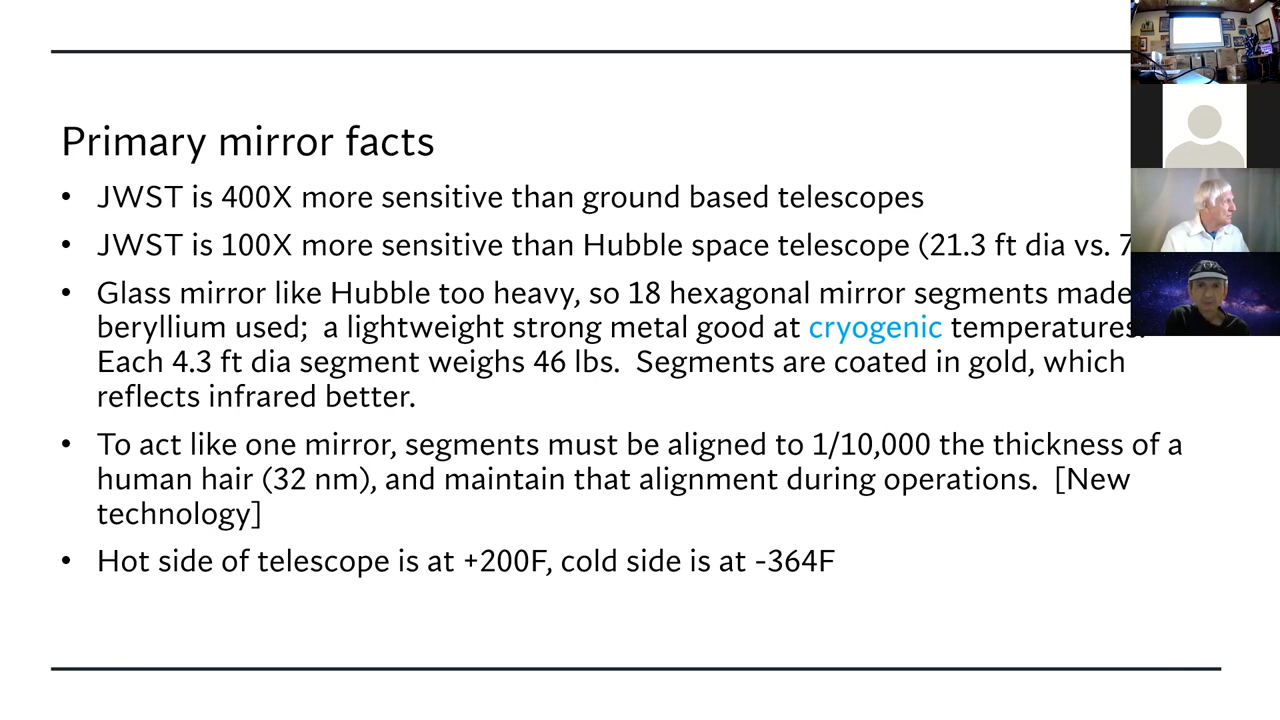 Primary mirror facts
• JWST is 400X more sensitive than ground based telescopes
• JWST is 100X more sensitive than Hubble space telescope (21.3 ft dia vs. 7
• Glass mirror like Hubble too heavy, so 18 hexagonal mirror segments made
beryllium used;  a lightweight strong metal good at cryogenic temperatures.
Each 4.3 ft dia segment weighs 46 lbs.  Segments are coated in gold, which
reflects infrared better.
• To act like one mirror, segments must be aligned to 1/10,000 the thickness of a
human hair (32 nm), and maintain that alignment during operations.  [New
technology]
• Hot side of telescope is at +200F, cold side is at -364F